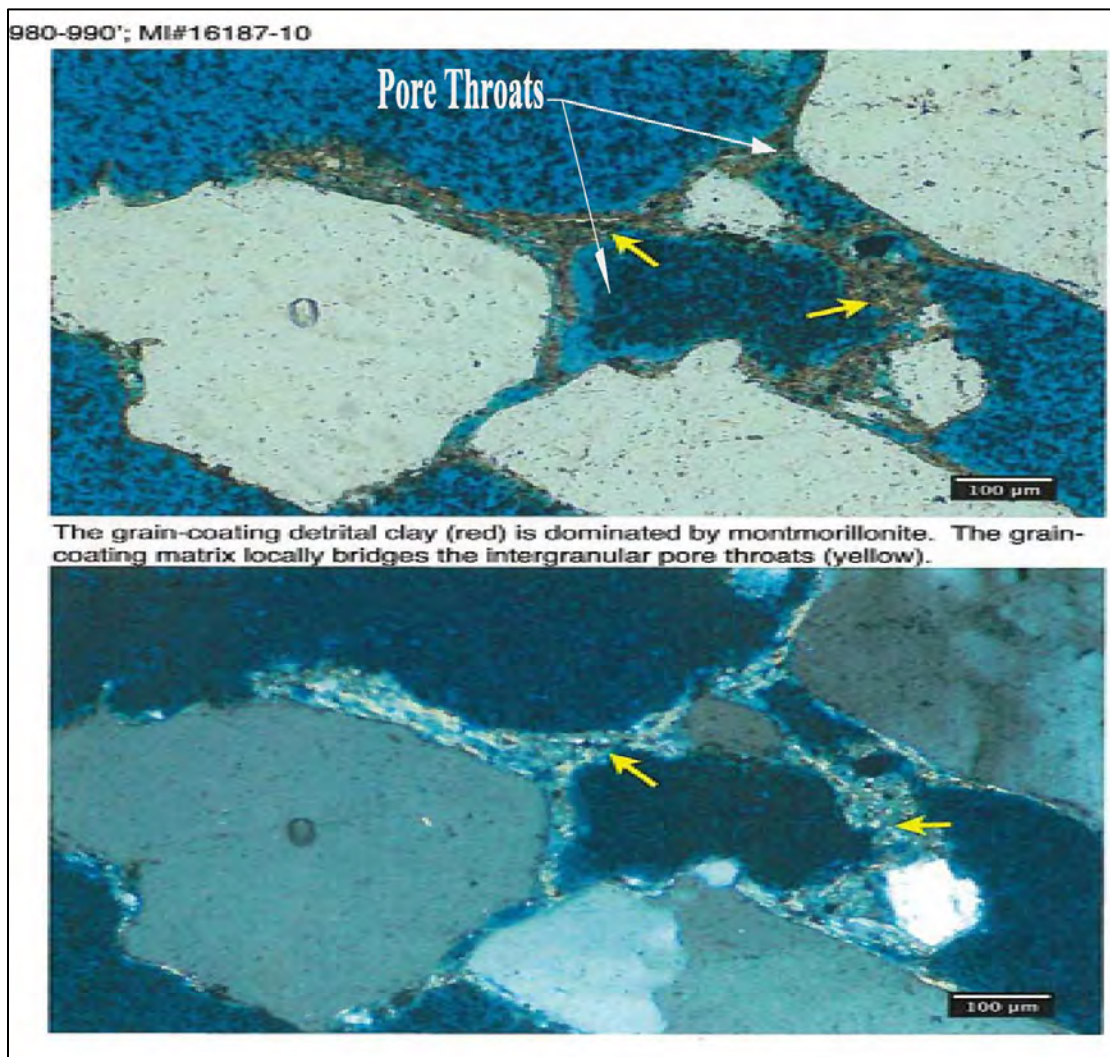 980-990'; MI#16187-10
Pore Throats
Q
100 µm
The grain-coating detrital clay (red) is dominated by montmorillonite. The grain-
coating matrix locally bridges the intergranular pore throats (yellow).
Q
100 µm